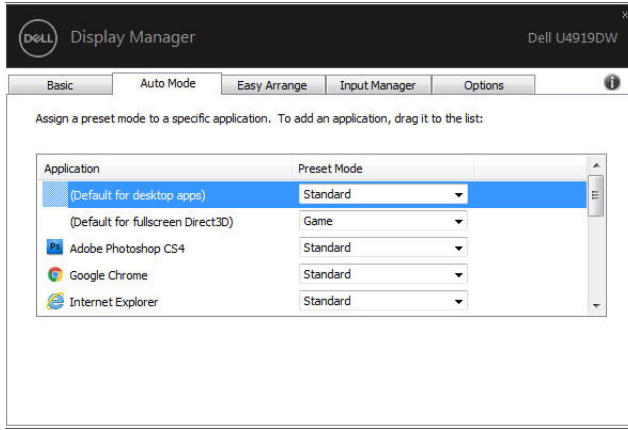 x
DELL Display Manager Dell U4919DW
Basic Auto Mode Easy Arrange Input Manager Options i
Assign a preset mode to a specific application. To add an application, drag it to the list:
Application Preset Mode
(Default for desktop apps) Standard
(Default for fullscreen Direct3D) Game
Ps Adobe Photoshop CS4 Standard
Google Chrome Standard
Internet Explorer Standard